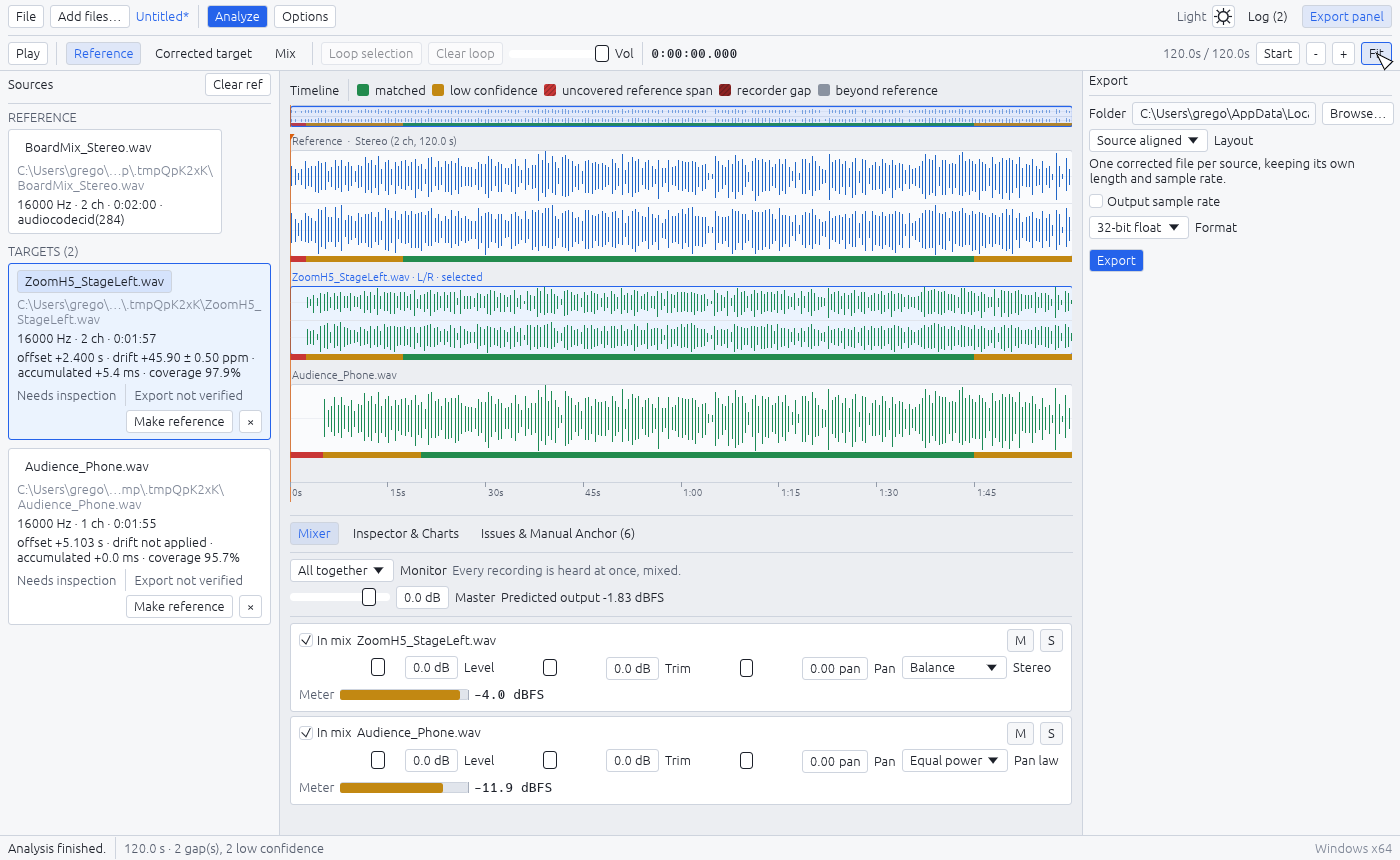 File Add files... Untitled* Analyze Options Light Log (2) Export panel
Play Reference Corrected target Mix Loop selection Clear loop Vol 0:00:00.000 120.0s / 120.0s Start - + Fit
Sources Clear ref
REFERENCE
BoardMix_Stereo.wav
C:\Users\grego\...p\.tmpQpK2xK\
BoardMix_Stereo.wav
16000 Hz · 2 ch · 0:02:00 ·
audiocodecid(284)
TARGETS (2)
ZoomH5_StageLeft.wav
C:\Users\grego\...\.tmpQpK2xK\ZoomH5_
StageLeft.wav
16000 Hz · 2 ch · 0:01:57
offset +2.400 s · drift +45.90 ± 0.50 ppm ·
accumulated +5.4 ms · coverage 97.9%
Needs inspection Export not verified
Make reference ×
Audience_Phone.wav
C:\Users\grego\...mp\.tmpQpK2xK\
Audience_Phone.wav
16000 Hz · 1 ch · 0:01:55
offset +5.103 s · drift not applied ·
accumulated +0.0 ms · coverage 95.7%
Needs inspection Export not verified
Make reference ×
Timeline matched low confidence uncovered reference span recorder gap beyond reference
Reference · Stereo (2 ch, 120.0 s)
ZoomH5_StageLeft.wav · L/R · selected
Audience_Phone.wav
0s 15s 30s 45s 1:00 1:15 1:30 1:45
Mixer Inspector & Charts Issues & Manual Anchor (6)
All together Monitor Every recording is heard at once, mixed.
0.0 dB Master Predicted output -1.83 dBFS
In mix ZoomH5_StageLeft.wav M S
0.0 dB Level 0.0 dB Trim 0.00 pan Pan Balance Stereo
Meter -4.0 dBFS
In mix Audience_Phone.wav M S
0.0 dB Level 0.0 dB Trim 0.00 pan Pan Equal power Pan law
Meter -11.9 dBFS
Export
Folder C:\Users\grego\AppData\Loca Browse...
Source aligned Layout
One corrected file per source, keeping its own
length and sample rate.
Output sample rate
32-bit float Format
Export
Analysis finished. 120.0 s · 2 gap(s), 2 low confidence Windows x64